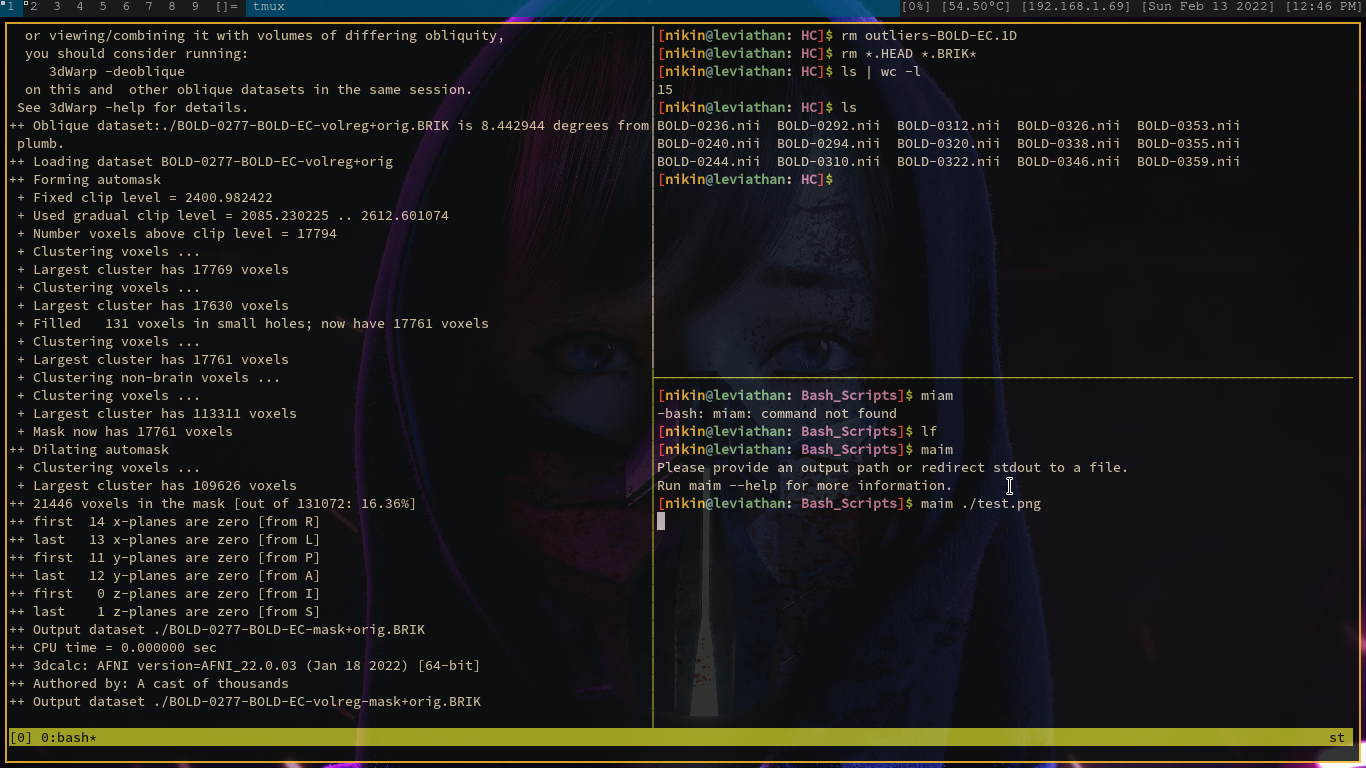 1 2 3 4 5 6 7 8 9 []= tmux [0%] [54.50°C] [192.168.1.69] [Sun Feb 13 2022] [12:46 PM]
or viewing/combining it with volumes of differing obliquity,
you should consider running:
3dWarp -deoblique
on this and  other oblique datasets in the same session.
See 3dWarp -help for details.
++ Oblique dataset:./BOLD-0277-BOLD-EC-volreg+orig.BRIK is 8.442944 degrees from
plumb.
++ Loading dataset BOLD-0277-BOLD-EC-volreg+orig
++ Forming automask
+ Fixed clip level = 2400.982422
+ Used gradual clip level = 2085.230225 .. 2612.601074
+ Number voxels above clip level = 17794
+ Clustering voxels ...
+ Largest cluster has 17769 voxels
+ Clustering voxels ...
+ Largest cluster has 17630 voxels
+ Filled   131 voxels in small holes; now have 17761 voxels
+ Clustering voxels ...
+ Largest cluster has 17761 voxels
+ Clustering non-brain voxels ...
+ Clustering voxels ...
+ Largest cluster has 113311 voxels
+ Mask now has 17761 voxels
++ Dilating automask
+ Clustering voxels ...
+ Largest cluster has 109626 voxels
++ 21446 voxels in the mask [out of 131072: 16.36%]
++ first  14 x-planes are zero [from R]
++ last   13 x-planes are zero [from L]
++ first  11 y-planes are zero [from P]
++ last   12 y-planes are zero [from A]
++ first   0 z-planes are zero [from I]
++ last    1 z-planes are zero [from S]
++ Output dataset ./BOLD-0277-BOLD-EC-mask+orig.BRIK
++ CPU time = 0.000000 sec
++ 3dcalc: AFNI version=AFNI_22.0.03 (Jan 18 2022) [64-bit]
++ Authored by: A cast of thousands
++ Output dataset ./BOLD-0277-BOLD-EC-volreg-mask+orig.BRIK
[nikin@leviathan: HC]$ rm outliers-BOLD-EC.1D
[nikin@leviathan: HC]$ rm *.HEAD *.BRIK*
[nikin@leviathan: HC]$ ls | wc -l
15
[nikin@leviathan: HC]$ ls
BOLD-0236.nii  BOLD-0292.nii  BOLD-0312.nii  BOLD-0326.nii  BOLD-0353.nii
BOLD-0240.nii  BOLD-0294.nii  BOLD-0320.nii  BOLD-0338.nii  BOLD-0355.nii
BOLD-0244.nii  BOLD-0310.nii  BOLD-0322.nii  BOLD-0346.nii  BOLD-0359.nii
[nikin@leviathan: HC]$
[nikin@leviathan: Bash_Scripts]$ miam
-bash: miam: command not found
[nikin@leviathan: Bash_Scripts]$ lf
[nikin@leviathan: Bash_Scripts]$ maim
Please provide an output path or redirect stdout to a file.
Run maim --help for more information.
[nikin@leviathan: Bash_Scripts]$ maim ./test.png
[0] 0:bash* st